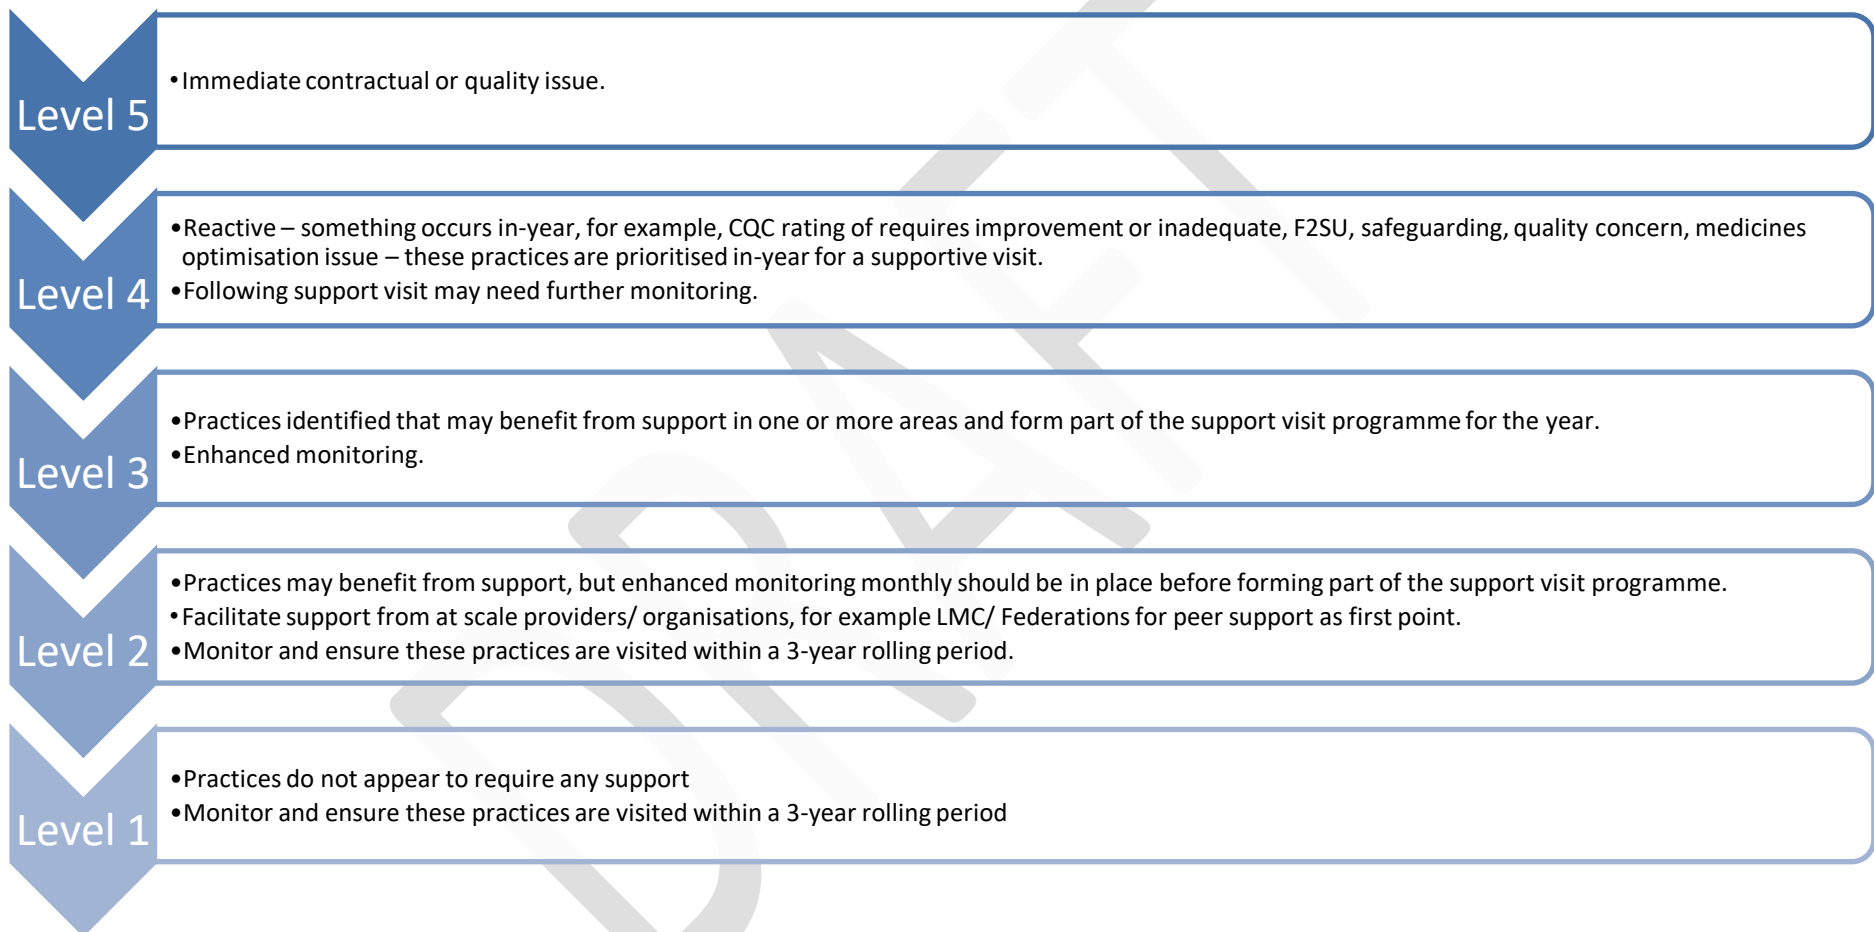 Level 5
•Immediate contractual or quality issue.
Level 4
•Reactive – something occurs in-year, for example, CQC rating of requires improvement or inadequate, F2SU, safeguarding, quality concern, medicines
optimisation issue – these practices are prioritised in-year for a supportive visit.
•Following support visit may need further monitoring.
Level 3
•Practices identified that may benefit from support in one or more areas and form part of the support visit programme for the year.
•Enhanced monitoring.
Level 2
•Practices may benefit from support, but enhanced monitoring monthly should be in place before forming part of the support visit programme.
•Facilitate support from at scale providers/ organisations, for example LMC/ Federations for peer support as first point.
•Monitor and ensure these practices are visited within a 3-year rolling period.
Level 1
•Practices do not appear to require any support
•Monitor and ensure these practices are visited within a 3-year rolling period
DRAFT